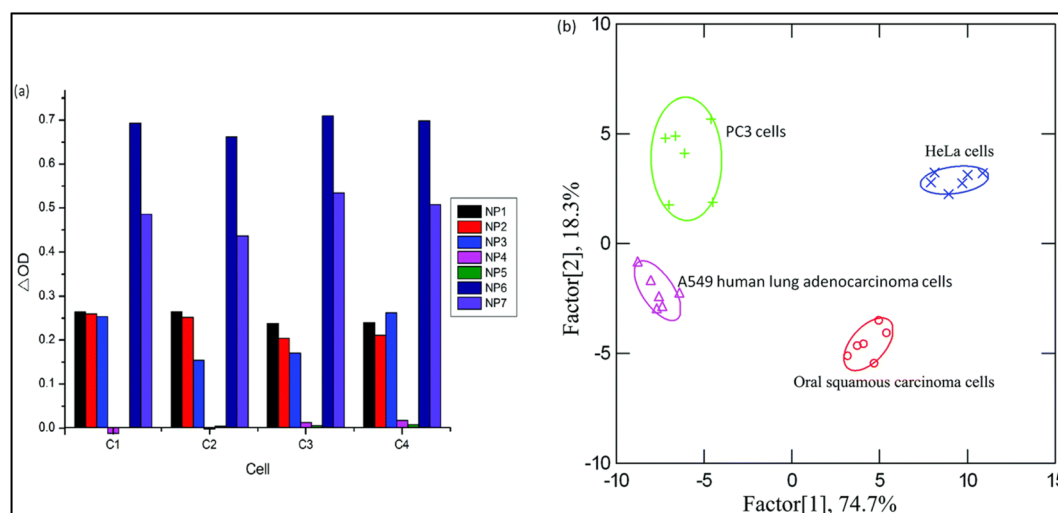 (a)
△OD
0.7
0.6
0.5
0.4
0.3
0.2
0.1
0.0
C1
C2
C3
C4
Cell
NP1
NP2
NP3
NP4
NP5
NP6
NP7
(b)
Factor[2], 18.3%
10
5
0
-5
-10
PC3 cells
HeLa cells
A549 human lung adenocarcinoma cells
Oral squamous carcinoma cells
-10
-5
0
5
10
15
Factor[1], 74.7%